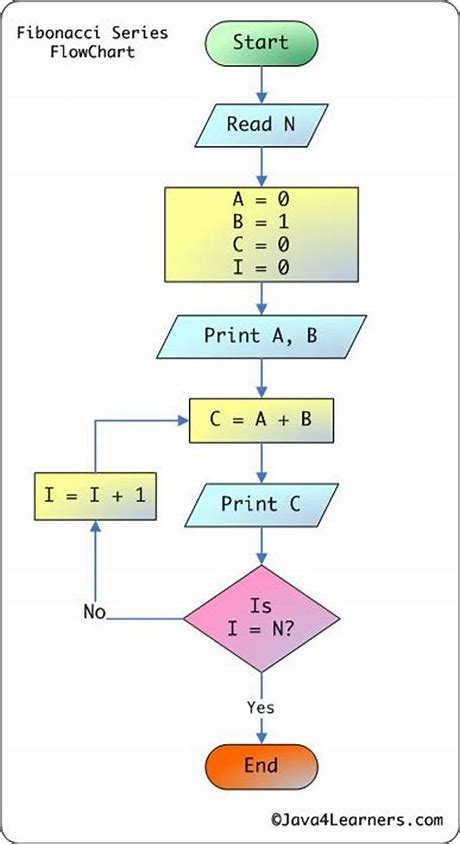 Fibonacci Series
FlowChart
Start
Read N
A = 0
B = 1
C = 0
I = 0
Print A, B
C = A + B
I = I + 1
Print C
Is
I = N?
No
Yes
End
©Java4Learners.com